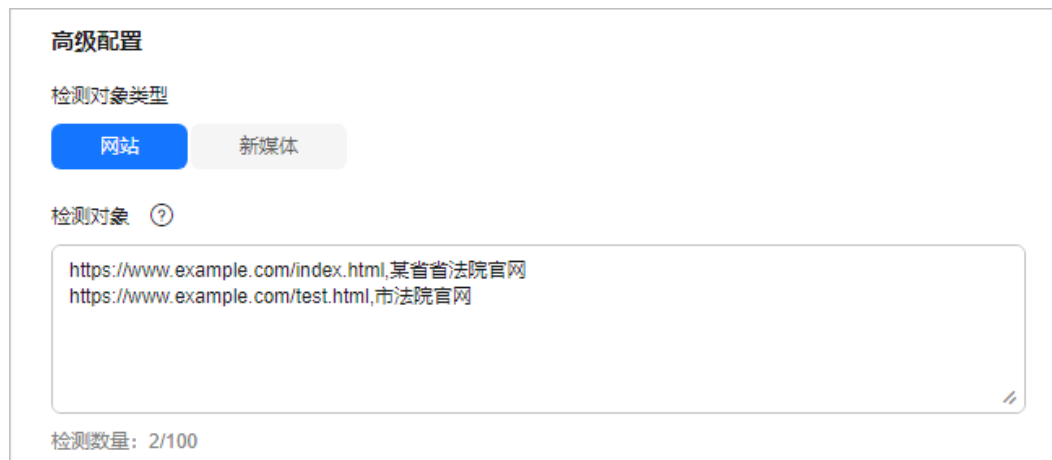 高级配置
检测对象类型
网站 新媒体
检测对象 ?
https://www.example.com/index.html,某省省法院官网
https://www.example.com/test.html,市法院官网
检测数量：2/100